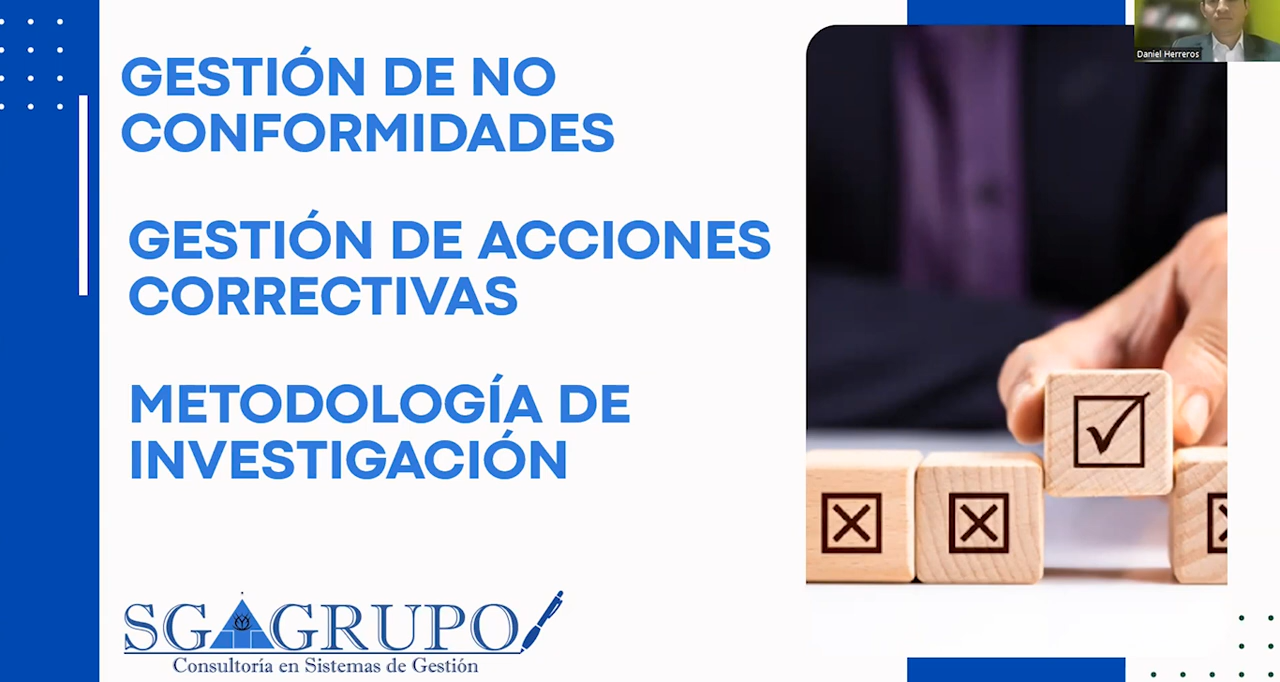 GESTIÓN DE NO
CONFORMIDADES
GESTIÓN DE ACCIONES
CORRECTIVAS
METODOLOGÍA DE
INVESTIGACIÓN
SGAGRUPO
Consultoría en Sistemas de Gestión
Daniel Herreros